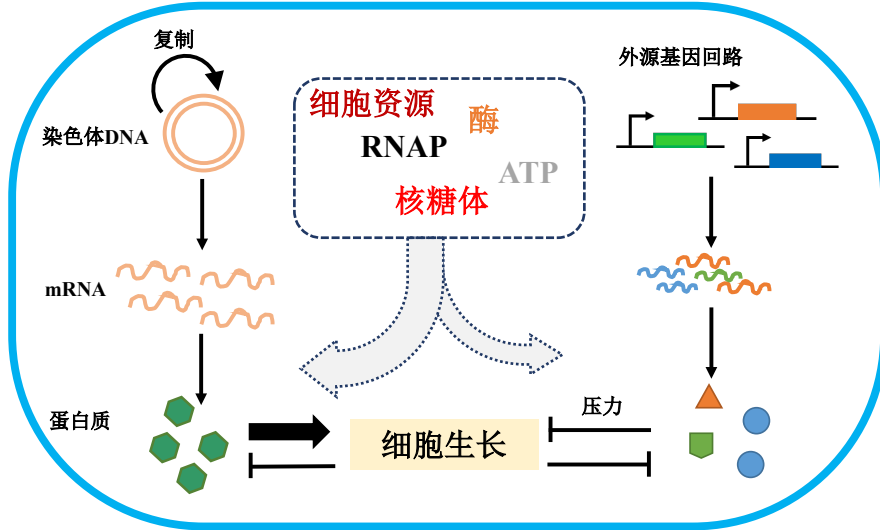 复制
外源基因回路
细胞资源
酶
染色体DNA
RNAP
ATP
核糖体
mRNA
蛋白质
压力
细胞生长